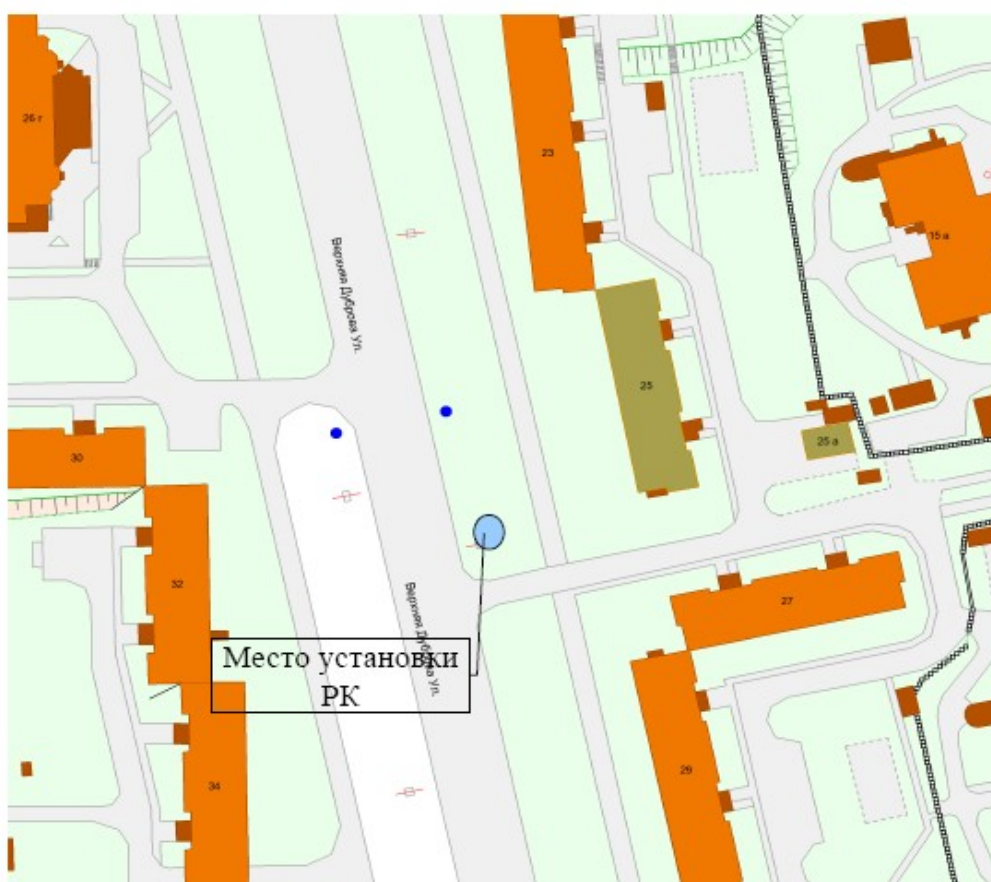 26 г
23
15 а
Верхняя Дуброва Ул.
25
25 а
30
32
27
Верхняя Дуброва Ул.
Место установки
РК
29
34